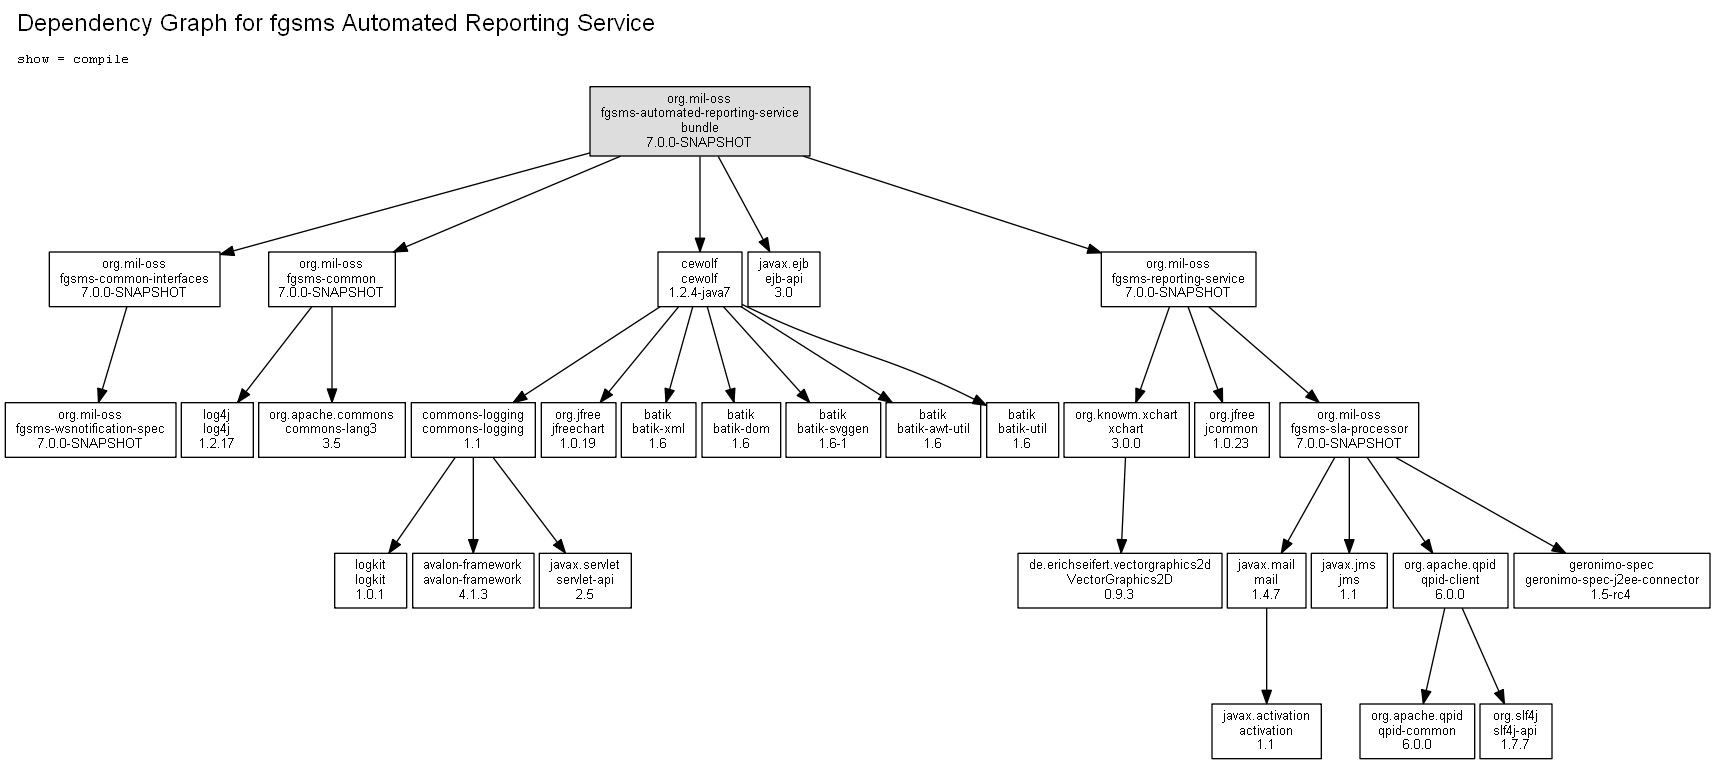 Dependency Graph for fgsms Automated Reporting Service
show = compile
org.mil-oss
fgsms-automated-reporting-service
bundle
7.0.0-SNAPSHOT
org.mil-oss
fgsms-common-interfaces
7.0.0-SNAPSHOT
org.mil-oss
fgsms-common
7.0.0-SNAPSHOT
cewolf
cewolf
1.2.4-java7
javax.ejb
ejb-api
3.0
org.mil-oss
fgsms-reporting-service
7.0.0-SNAPSHOT
org.mil-oss
fgsms-wsnotification-spec
7.0.0-SNAPSHOT
log4j
log4j
1.2.17
org.apache.commons
commons-lang3
3.5
commons-logging
commons-logging
1.1
org.jfree
jfreechart
1.0.19
batik
batik-xml
1.6
batik
batik-dom
1.6
batik
batik-svggen
1.6-1
batik
batik-awt-util
1.6
batik
batik-util
1.6
org.knowm.xchart
xchart
3.0.0
org.jfree
jcommon
1.0.23
org.mil-oss
fgsms-sla-processor
7.0.0-SNAPSHOT
logkit
logkit
1.0.1
avalon-framework
avalon-framework
4.1.3
javax.servlet
servlet-api
2.5
de.erichseifert.vectorgraphics2d
VectorGraphics2D
0.9.3
javax.mail
mail
1.4.7
javax.jms
jms
1.1
org.apache.qpid
qpid-client
6.0.0
geronimo-spec
geronimo-spec-j2ee-connector
1.5-rc4
javax.activation
activation
1.1
org.apache.qpid
qpid-common
6.0.0
org.slf4j
slf4j-api
1.7.7